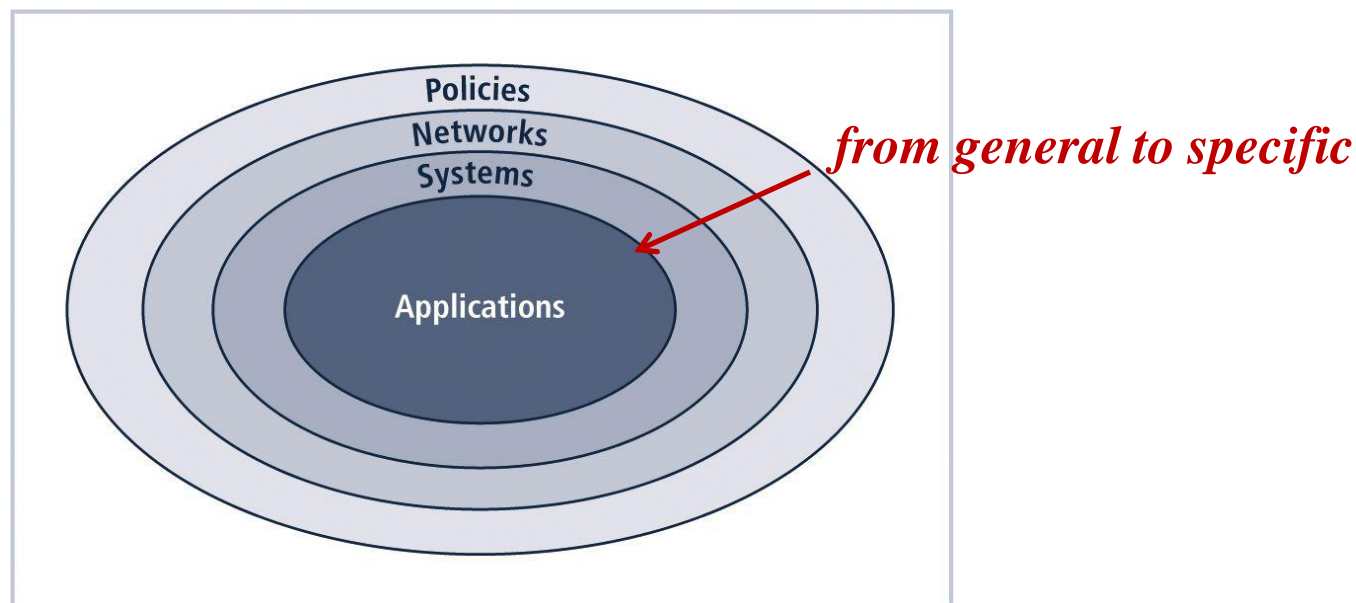 Policies
Networks
from general to specific
Systems
Applications